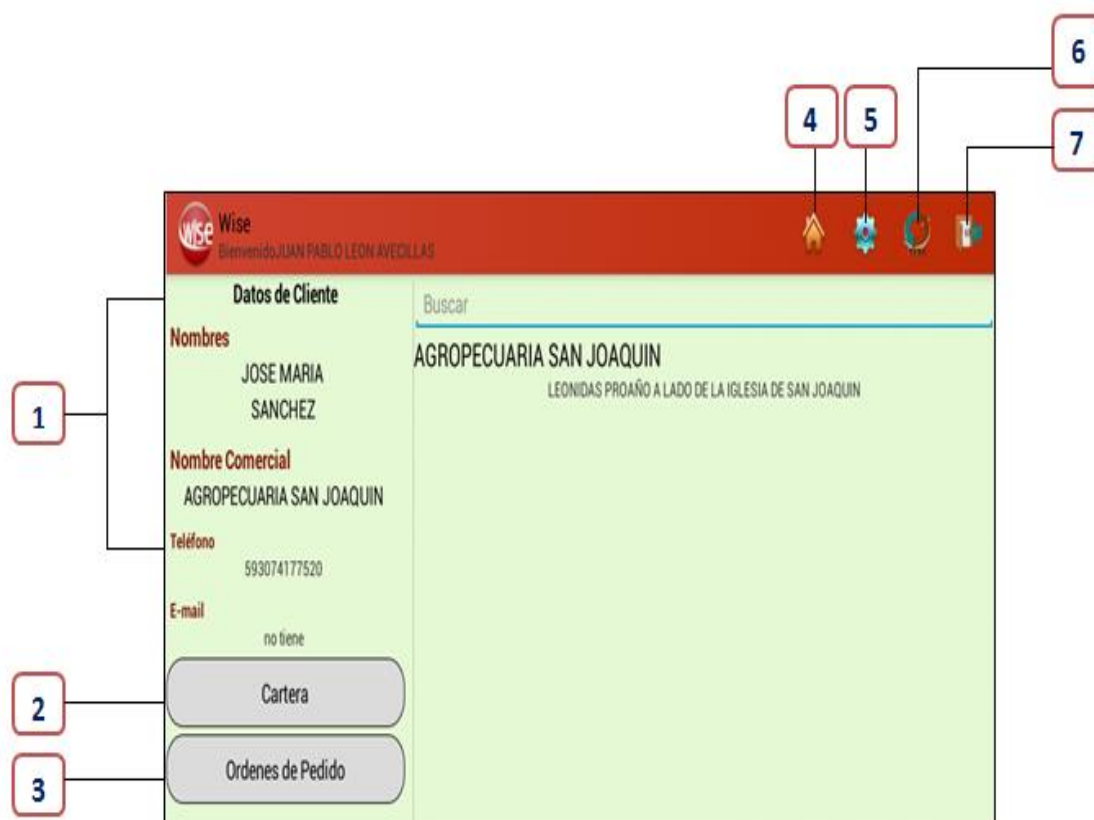 6
4 5
7
wise Wise
BienvenidoJUAN PABLO LEON AVECILLAS
Datos de Cliente
Nombres
JOSE MARIA
SANCHEZ
Nombre Comercial
AGROPECUARIA SAN JOAQUIN
Teléfono
593074177520
E-mail
no tiene
Cartera
Ordenes de Pedido
Buscar
AGROPECUARIA SAN JOAQUIN
LEONIDAS PROAÑO A LADO DE LA IGLESIA DE SAN JOAQUIN
1
2
3